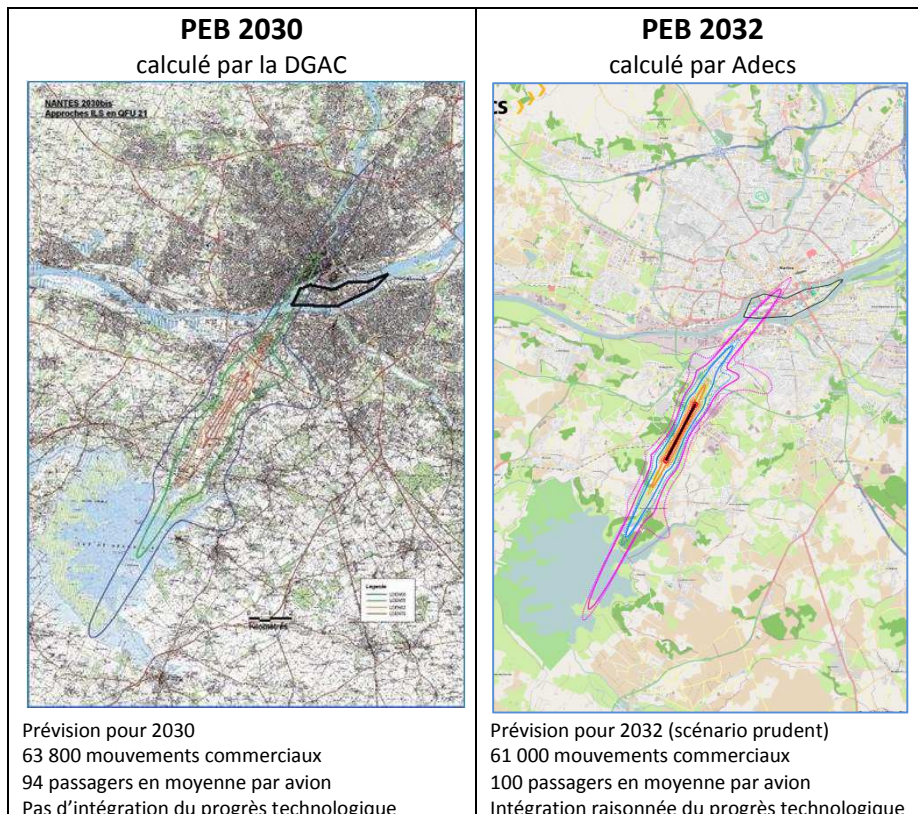 PEB 2030
calculé par la DGAC
NANTES 2030bis
Approches ILS en QFU 21
Légende
Kilomètres
Prévision pour 2030
63 800 mouvements commerciaux
94 passagers en moyenne par avion
Pas d'intégration du progrès technologique
PEB 2032
calculé par Adecs
cs
Nantes
Prévision pour 2032 (scénario prudent)
61 000 mouvements commerciaux
100 passagers en moyenne par avion
Intégration raisonnée du progrès technologique